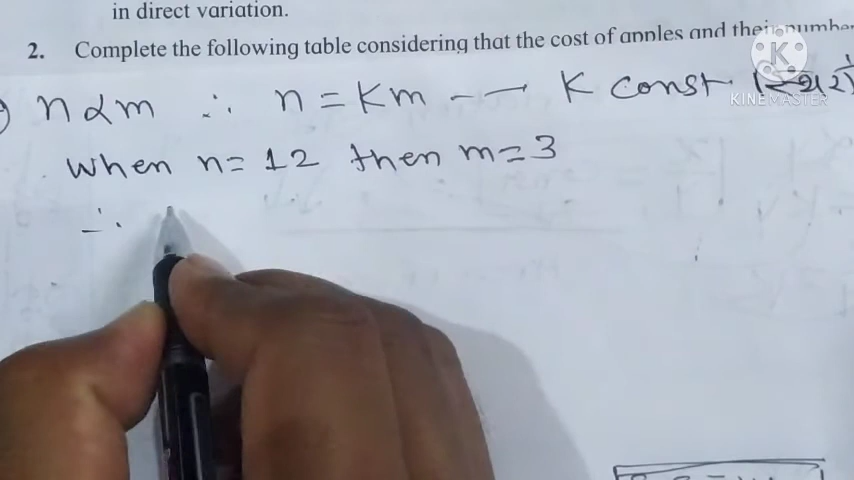 in direct variation.
2. Complete the following table considering that the cost of apples and their number
n α m ∴ n = Km --→ K const.
KINEMASTER
When n = 12 then m = 3
∴